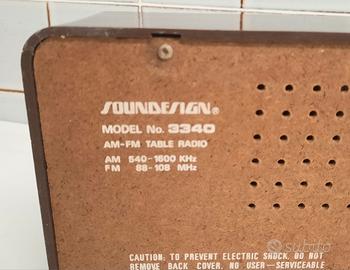 SOUNDESIGN®
MODEL No. 3340
AM-FM TABLE RADIO
AM 540-1600 KHz
FM 88-108 MHz
CAUTION: TO PREVENT ELECTRIC SHOCK, DO NOT
REMOVE BACK COVER, NO USER-SERVICEABLE
subito